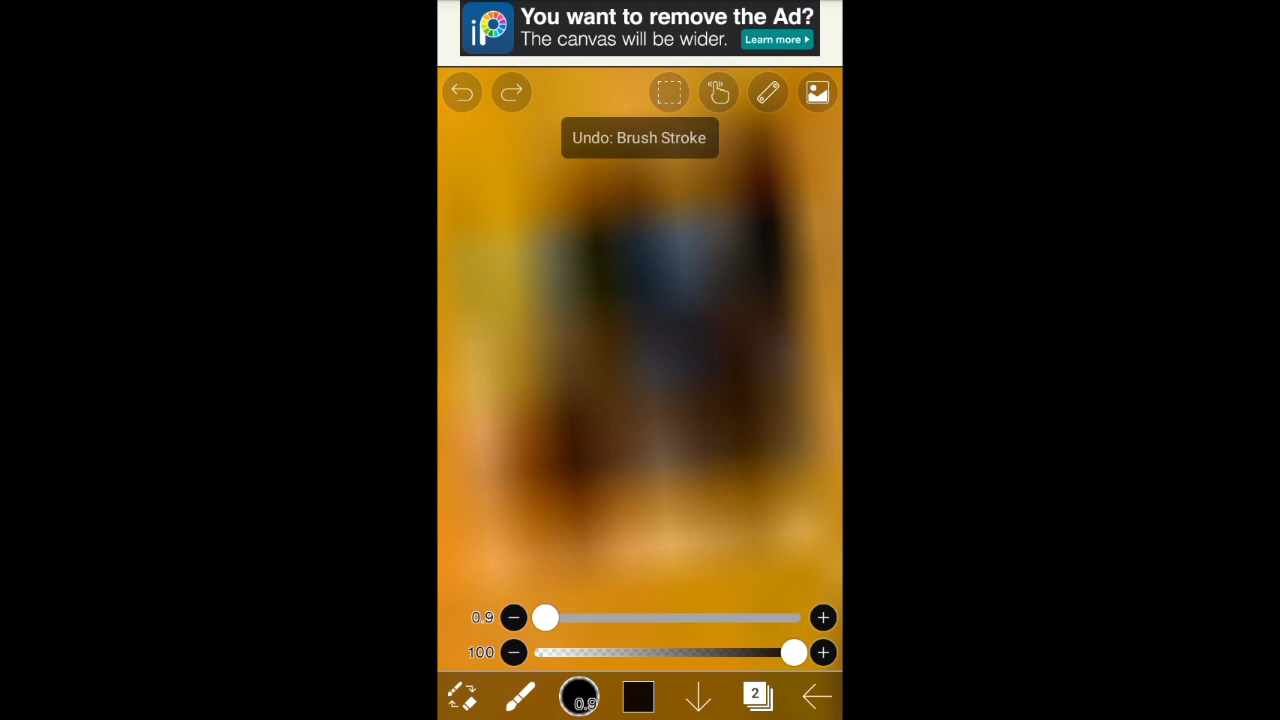 iP
You want to remove the Ad?
The canvas will be wider.
Learn more
Undo: Brush Stroke
0.9
100
0.9
2